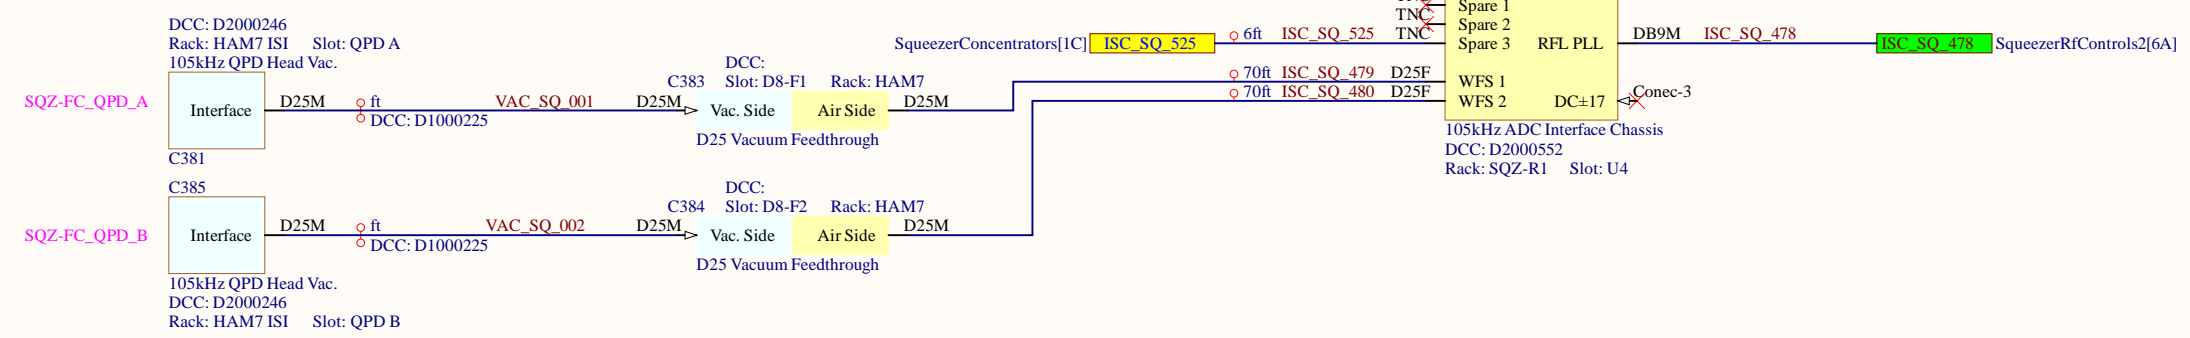 DCC: D2000246
Rack: HAM7 ISI Slot: QPD A
105kHz QPD Head Vac.
SQZ-FC_QPD_A
Interface
D25M
ft
VAC_SQ_001
D25M
DCC: D1000225
C381
DCC:
C383 Slot: D8-F1 Rack: HAM7
Vac. Side
Air Side
D25M
D25 Vacuum Feedthrough
C385
SQZ-FC_QPD_B
Interface
D25M
ft
VAC_SQ_002
D25M
DCC: D1000225
105kHz QPD Head Vac.
DCC: D2000246
Rack: HAM7 ISI Slot: QPD B
DCC:
C384 Slot: D8-F2 Rack: HAM7
Vac. Side
Air Side
D25M
D25 Vacuum Feedthrough
SqueezerConcentrators[1C]
ISC_SQ_525
6ft ISC_SQ_525 TNC
70ft ISC_SQ_479 D25F
70ft ISC_SQ_480 D25F
TNC
Spare 1
Spare 2
Spare 3
RFL PLL
WFS 1
WFS 2
DC±17
DB9M ISC_SQ_478
ISC_SQ_478
SqueezerRfControls2[6A]
Conec-3
105kHz ADC Interface Chassis
DCC: D2000552
Rack: SQZ-R1 Slot: U4